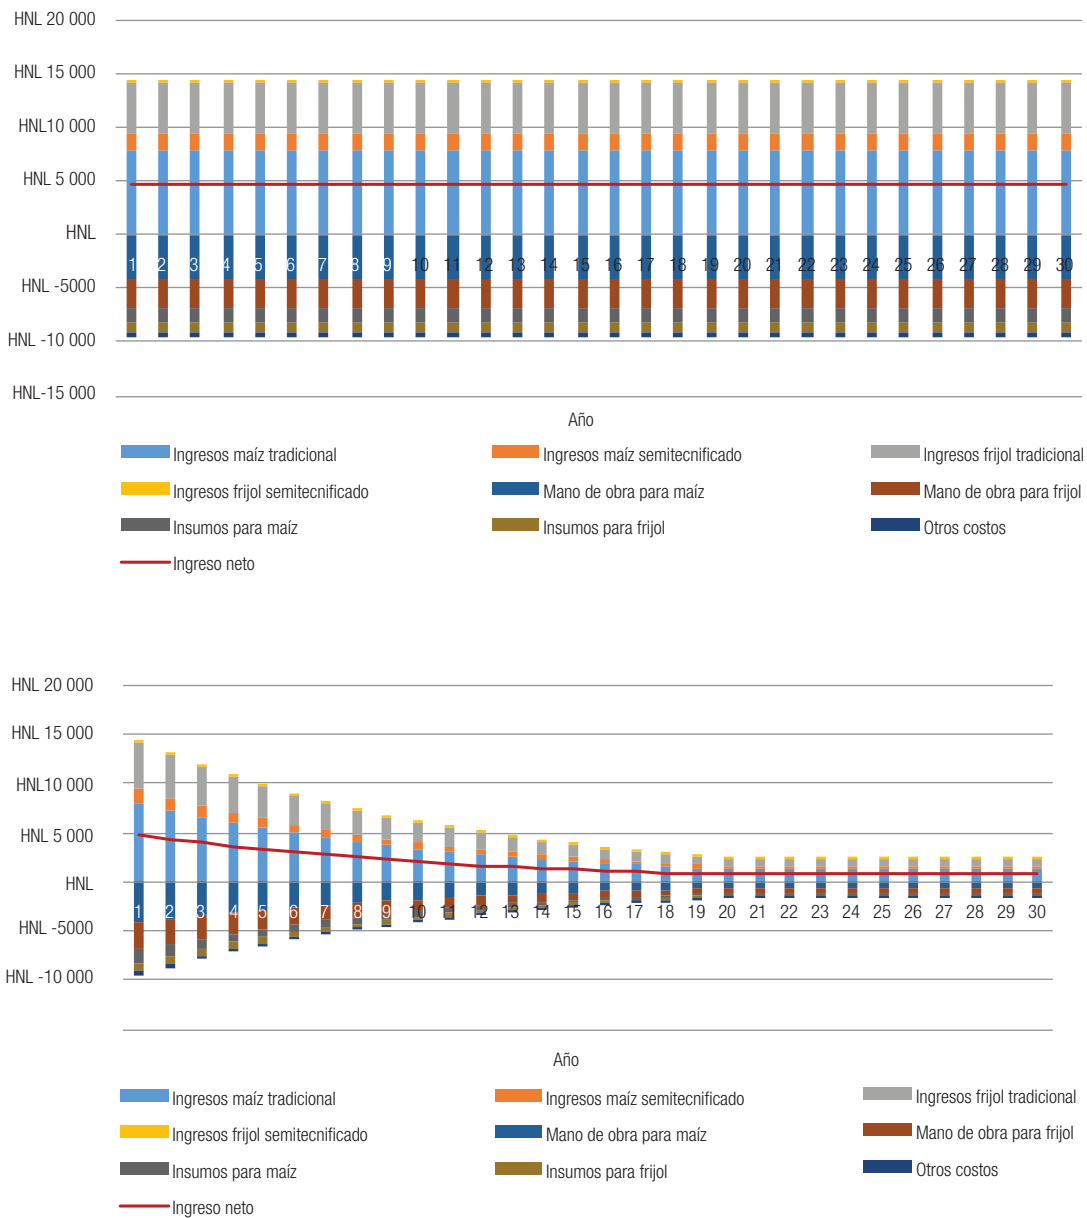 HNL 20 000
HNL 15 000
HNL10 000
HNL 5 000
HNL
1 2 3 4 5 6 7 8 9 10 11 12 13 14 15 16 17 18 19 20 21 22 23 24 25 26 27 28 29 30
HNL -5000
HNL -10 000
HNL-15 000
Año
Ingresos maíz tradicional
Ingresos maíz semitecnificado
Ingresos frijol tradicional
Ingresos frijol semitecnificado
Mano de obra para maíz
Mano de obra para frijol
Insumos para maíz
Insumos para frijol
Otros costos
Ingreso neto
HNL 20 000
HNL 15 000
HNL10 000
HNL 5 000
HNL
1 2 3 4 5 6 7 8 9 10 11 12 13 14 15 16 17 18 19 20 21 22 23 24 25 26 27 28 29 30
HNL -5000
HNL -10 000
Año
Ingresos maíz tradicional
Ingresos maíz semitecnificado
Ingresos frijol tradicional
Ingresos frijol semitecnificado
Mano de obra para maíz
Mano de obra para frijol
Insumos para maíz
Insumos para frijol
Otros costos
Ingreso neto